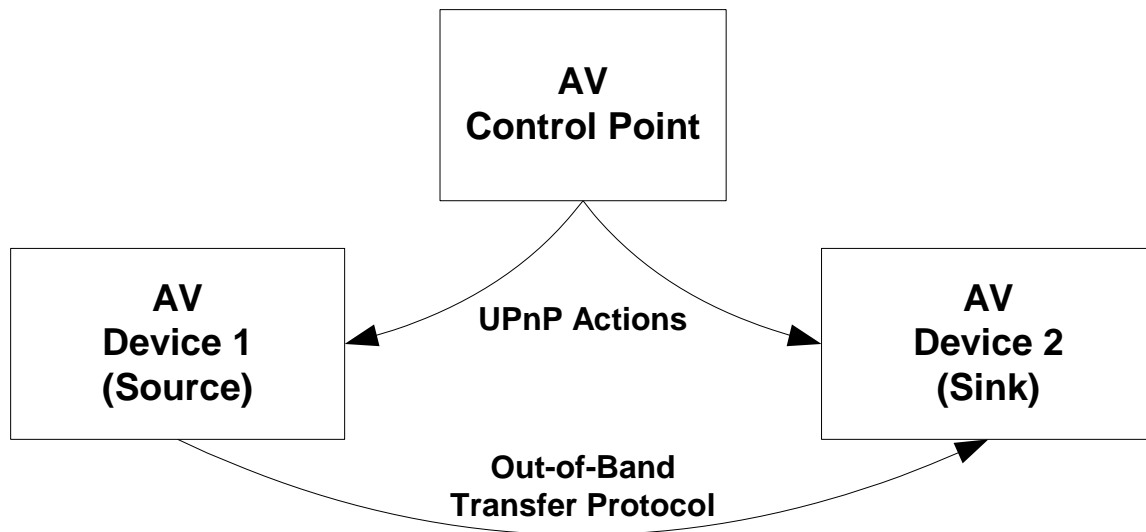 AV
Control Point
AV
Device 1
(Source)
UPnP Actions
AV
Device 2
(Sink)
Out-of-Band
Transfer Protocol